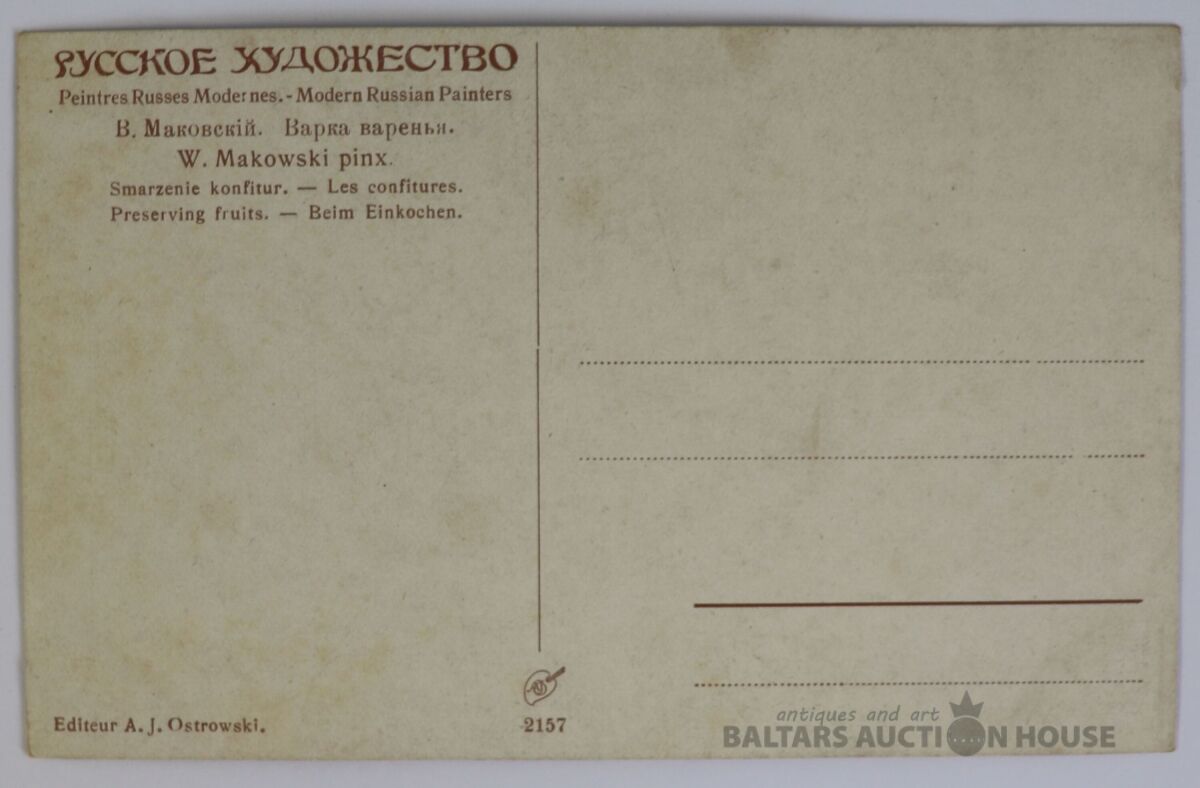 РУССКОЕ ХУДОЖЕСТВО
Peintres Russes Modernes. - Modern Russian Painters
В. Маковскій. Варка варенья.
W. Makowski pinx.
Smarzenie konfitur. — Les confitures.
Preserving fruits. — Beim Einkochen.
Editeur A. J. Ostrowski.
2157
antiques and art
BALTARS AUCTION HOUSE